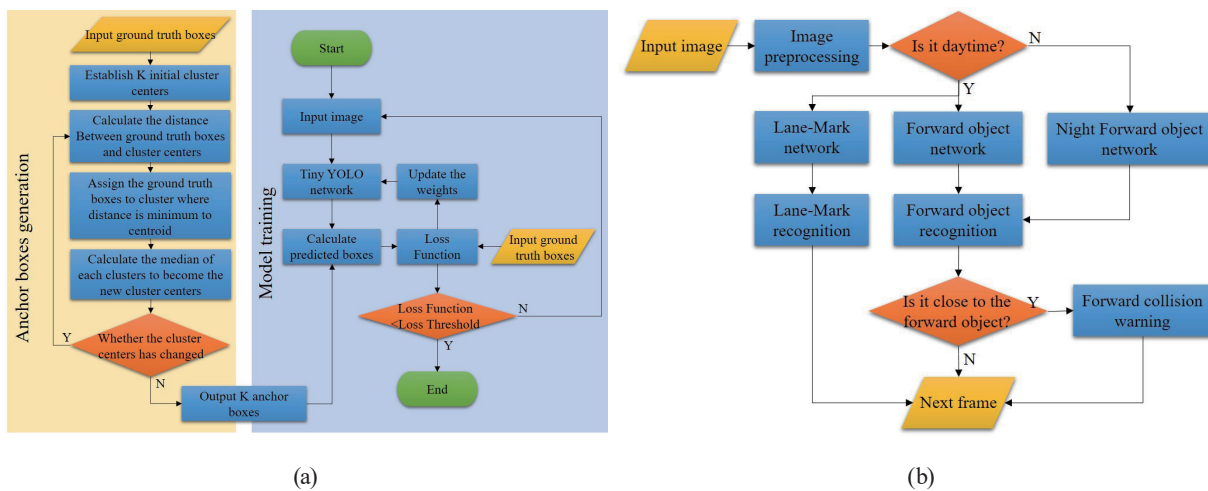 Anchor boxes generation
Input ground truth boxes
Establish K initial cluster
centers
Calculate the distance
Between ground truth boxes
and cluster centers
Assign the ground truth
boxes to cluster where
distance is minimum to
centroid
Calculate the median of
each clusters to become the
new cluster centers
Whether the cluster
centers has changed
Y
N
Output K anchor
boxes
Model training
Start
Input image
Tiny YOLO
network
Update the
weights
Calculate
predicted boxes
Loss
Function
Input ground
truth boxes
Loss Function
<Loss Threshold
N
Y
End
(a)
Input image
Image
preprocessing
Is it daytime?
N
Y
Lane-Mark
network
Forward object
network
Night Forward object
network
Lane-Mark
recognition
Forward object
recognition
Is it close to the
forward object?
Y
Forward collision
warning
N
Next frame
(b)